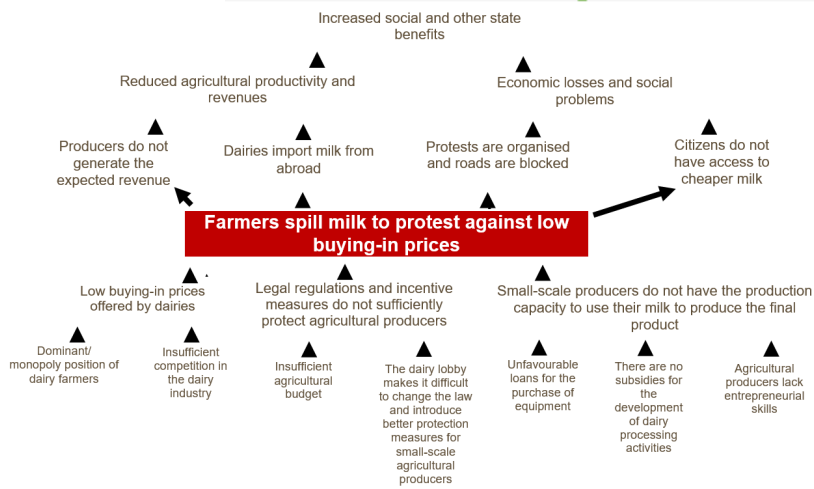 Increased social and other state
benefits
Reduced agricultural productivity and
revenues
Economic losses and social
problems
Producers do not
generate the
expected revenue
Dairies import milk from
abroad
Protests are organised
and roads are blocked
Citizens do not
have access to
cheaper milk
Farmers spill milk to protest against low
buying-in prices
Low buying-in prices
offered by dairies
Legal regulations and incentive
measures do not sufficiently
protect agricultural producers
Small-scale producers do not have the production
capacity to use their milk to produce the final
product
Dominant/
monopoly position of
dairy farmers
Insufficient
competition in
the dairy
industry
Insufficient
agricultural
budget
The dairy lobby
makes it difficult
to change the law
and introduce
better protection
measures for
small-scale
agricultural
producers
Unfavourable
loans for the
purchase of
equipment
There are no
subsidies for
the
development
of dairy
processing
activities
Agricultural
producers lack
entrepreneurial
skills